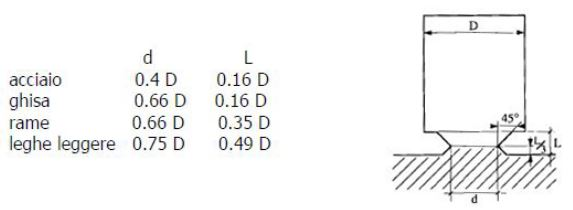 d L
acciaio 0.4 D 0.16 D
ghisa 0.66 D 0.16 D
rame 0.66 D 0.35 D
leghe leggere 0.75 D 0.49 D
D
45°
L/3
L
d